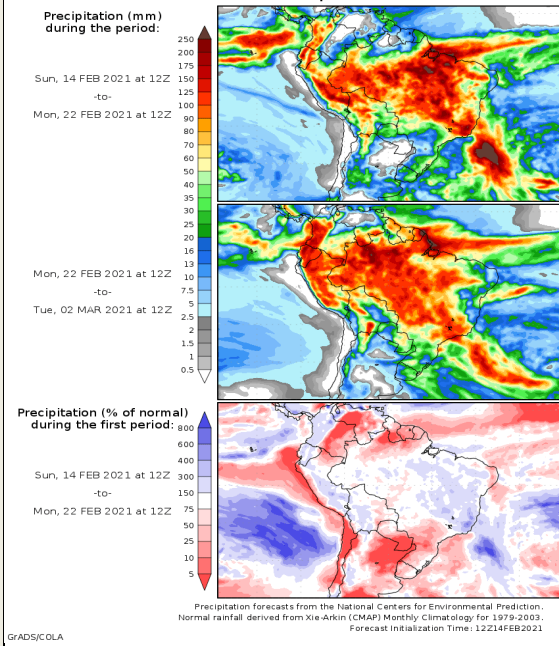 Precipitation (mm)
during the period:
250
200
175
150
125
100
90
80
70
60
50
40
35
30
25
20
16
13
10
7.5
5
2.5
2
1.5
1
0.5
Sun, 14 FEB 2021 at 12Z
-to-
Mon, 22 FEB 2021 at 12Z
Mon, 22 FEB 2021 at 12Z
-to-
Tue, 02 MAR 2021 at 12Z
Precipitation (% of normal)
during the first period:
800
600
400
300
150
75
50
25
10
5
Sun, 14 FEB 2021 at 12Z
-to-
Mon, 22 FEB 2021 at 12Z
Precipitation forecasts from the National Centers for Environmental Prediction.
Normal rainfall derived from Xie-Arkin (CMAP) Monthly Climatology for 1979-2003.
Forecast Initialization Time: 12Z14FEB2021
GrADS/COLA